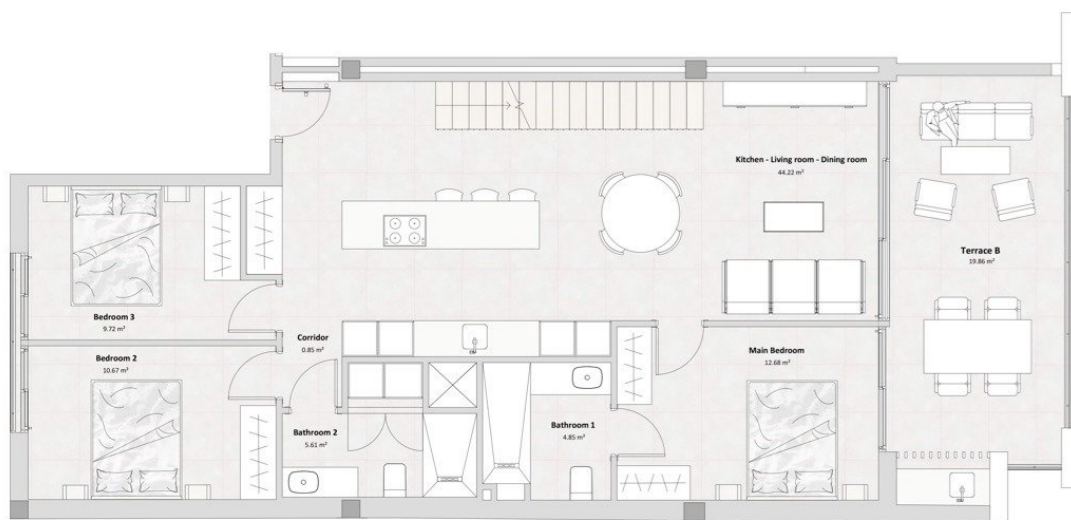 Kitchen - Living room - Dining room
44.22 m²
Terrace B
19.86 m²
Bedroom 3
9.72 m²
Corridor
0.85 m²
Bedroom 2
10.67 m²
Main Bedroom
12.68 m²
Bathroom 2
5.61 m²
Bathroom 1
4.85 m²